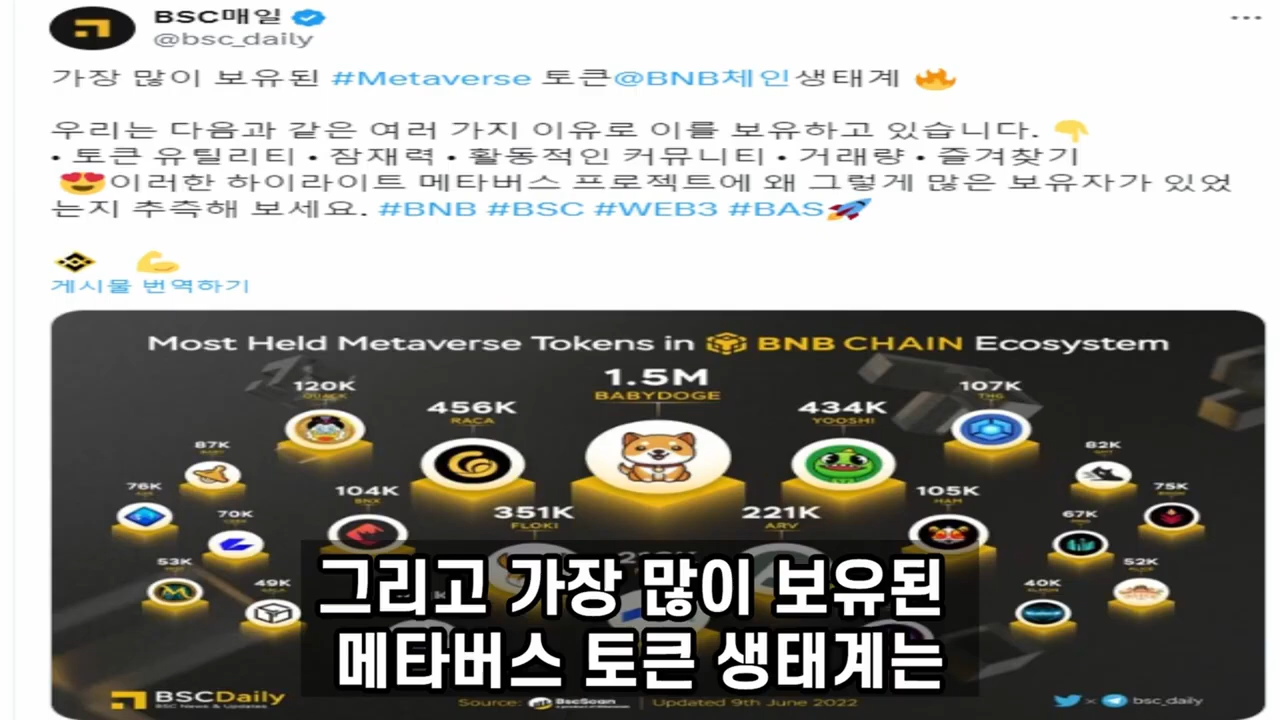 BSC매일
@bsc_daily
가장 많이 보유된 #Metaverse 토큰@BNB체인생태계
우리는 다음과 같은 여러 가지 이유로 이를 보유하고 있습니다.
• 토큰 유틸리티 • 잠재력 • 활동적인 커뮤니티 • 거래량 • 즐겨찾기
이러한 하이라이트 메타버스 프로젝트에 왜 그렇게 많은 보유자가 있었
는지 추측해 보세요. #BNB #BSC #WEB3 #BAS
게시물 번역하기
Most Held Metaverse Tokens in BNB CHAIN Ecosystem
1.5M
BABYDOGE
120K
QUACK
456K
RACA
434K
YOOSHI
107K
THG
87K
82K
76K
104K
BNX
105K
HAM
75K
70K
351K
FLOKI
221K
ARV
67K
53K
49K
40K
52K
그리고 가장 많이 보유된
메타버스 토큰 생태계는
BSCDaily
BSC News & Updates
Source: BscScan
Updated 9th June 2022
bsc_daily